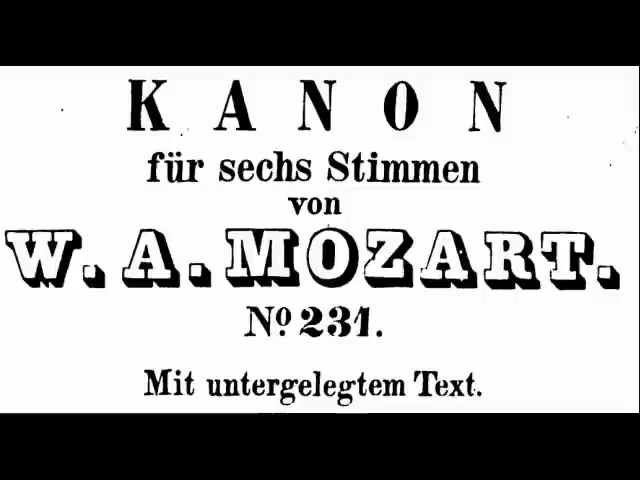 KANON
für sechs Stimmen
von
W. A. MOZART.
Nº 231.
Mit untergelegtem Text.